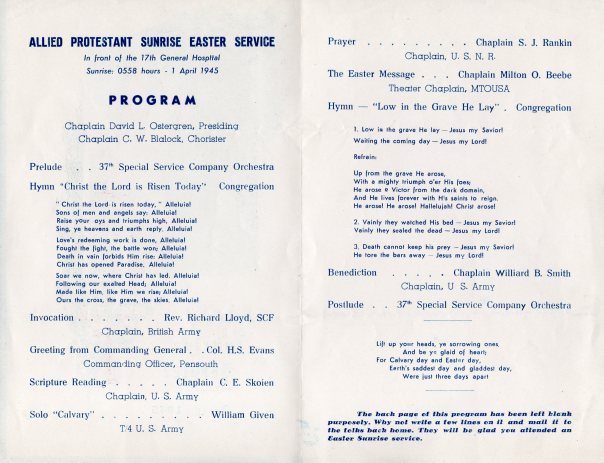 ALLIED PROTESTANT SUNRISE EASTER SERVICE
In front of the 17th General Hospital
Sunrise: 0558 hours - 1 April 1945
PROGRAM
Chaplain David L. Ostergren, Presiding
Chaplain C. W. Blalock, Chorister
Prelude . . 37th Special Service Company Orchestra
Hymn "Christ the Lord is Risen Today" Congregation
" Christ the Lord is risen today, " Alleluia!
Sons of men and angels say: Alleluia!
Raise your oys and triumphs high, Alleluia!
Sing, ye heavens and earth reply, Alleluia!
Love's redeeming work is done, Alleluia!
Fought the fight, the battle won; Alleluia!
Death in vain forbids Him rise; Alleluia!
Christ has opened Paradise, Alleluia!
Soar we now, where Christ has led, Alleluia!
Following our exalted Head; Alleluia!
Made like Him, like Him we rise; Alleluia!
Ours the cross, the grave, the skies, Alleluia!
Invocation . . . . . . . Rev. Richard Lloyd, SCF
Chaplain, British Army
Greeting from Commanding General . . Col. H.S. Evans
Commanding Officer, Pensouth
Scripture Reading . . . . . Chaplain C. E. Skoien
Chaplain, U. S. Army
Solo "Calvary" . . . . . . . . . William Given
T/4 U. S. Army
Prayer . . . . . . . . . Chaplain S. J. Rankin
Chaplain, U. S. N. R.
The Easter Message . . . Chaplain Milton O. Beebe
Theater Chaplain, MTOUSA
Hymn — "Low in the Grave He Lay" . Congregation
1. Low in the grave He lay — Jesus my Savior!
Waiting the coming day — Jesus my Lord!
Refrain:
Up from the grave He arose,
With a mighty triumph o'er His foes;
He arose a Victor from the dark domain,
And He lives forever with His saints to reign.
He arose! He arose! Hallelujah! Christ arose!
2. Vainly they watched His bed — Jesus my Savior!
Vainly they sealed the dead — Jesus my Lord!
3. Death cannot keep his prey — Jesus my Savior!
He tore the bars away — Jesus my Lord!
Benediction . . . . . Chaplain Williard B. Smith
Chaplain, U. S. Army
Postlude . . 37th Special Service Company Orchestra
Lift up your heads, ye sorrowing ones,
And be ye glaid of heart;
For Calvary day and Easter day,
Earth's saddest day and gladdest day,
Were just three days apart
The back page of this program has been left blank
purposely. Why not write a few lines on it and mail it to
the folks back home. They will be glad you attended an
Easter Sunrise service.